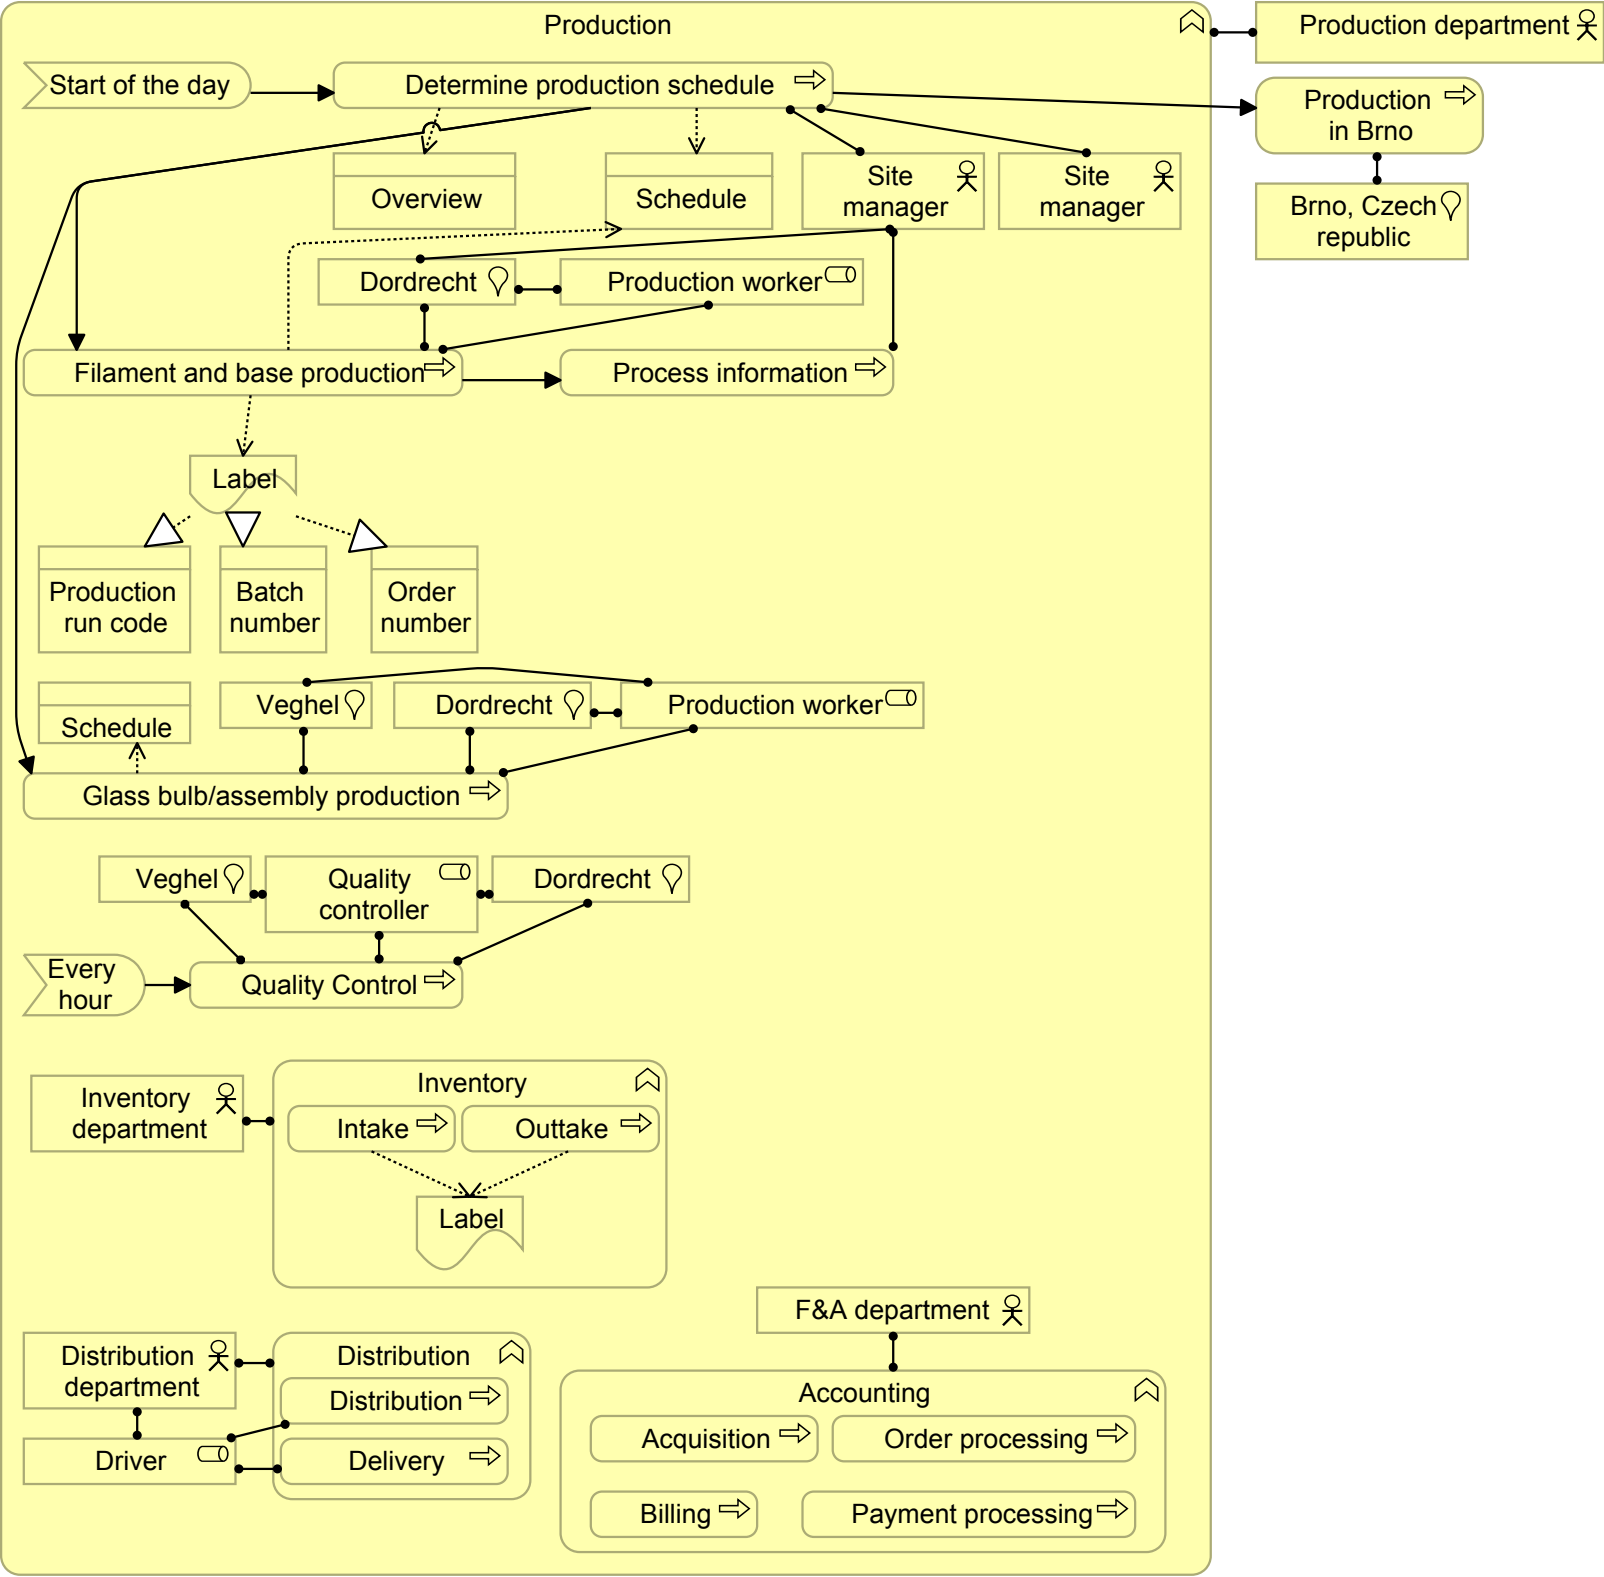 Production
Production department
Start of the day
Determine production schedule
Production
in Brno
Overview
Schedule
Site
manager
Site
manager
Brno, Czech
republic
Dordrecht
Production worker
Filament and base production
Process information
Label
Production
run code
Batch
number
Order
number
Schedule
Veghel
Dordrecht
Production worker
Glass bulb/assembly production
Veghel
Quality
controller
Dordrecht
Every
hour
Quality Control
Inventory
department
Inventory
Intake
Outtake
Label
F&A department
Distribution
department
Distribution
Distribution
Driver
Delivery
Accounting
Acquisition
Order processing
Billing
Payment processing